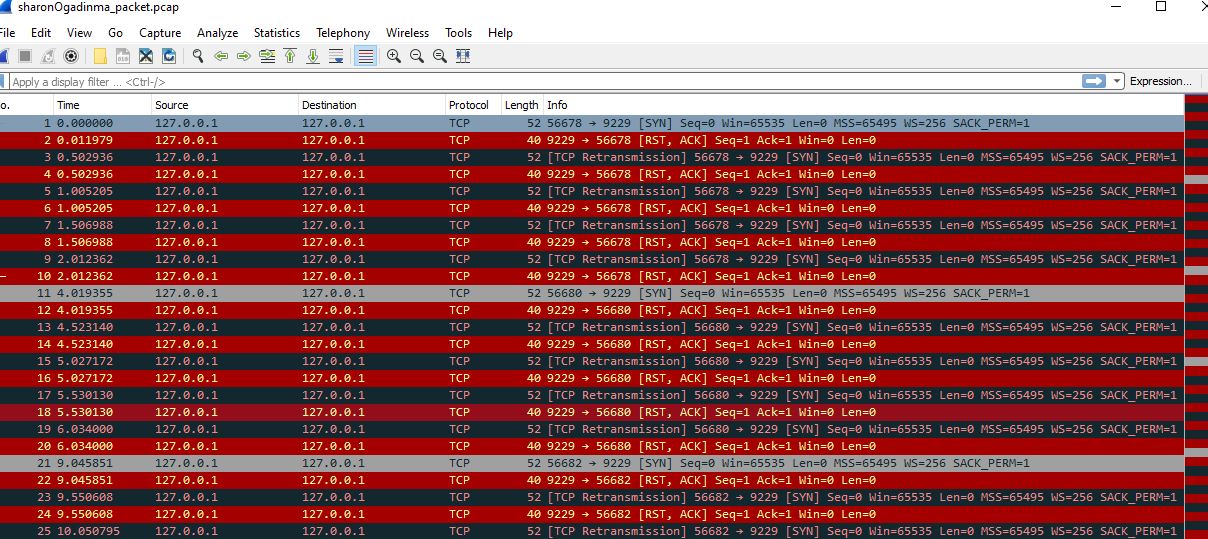 sharonOgadinma_packet.pcap
File Edit View Go Capture Analyze Statistics Telephony Wireless Tools Help
Apply a display filter ... <Ctrl-/> Expression...
o. Time Source Destination Protocol Length Info
1 0.000000 127.0.0.1 127.0.0.1 TCP 52 56678 → 9229 [SYN] Seq=0 Win=65535 Len=0 MSS=65495 WS=256 SACK_PERM=1
2 0.011979 127.0.0.1 127.0.0.1 TCP 40 9229 → 56678 [RST, ACK] Seq=1 Ack=1 Win=0 Len=0
3 0.502936 127.0.0.1 127.0.0.1 TCP 52 [TCP Retransmission] 56678 → 9229 [SYN] Seq=0 Win=65535 Len=0 MSS=65495 WS=256 SACK_PERM=1
4 0.502936 127.0.0.1 127.0.0.1 TCP 40 9229 → 56678 [RST, ACK] Seq=1 Ack=1 Win=0 Len=0
5 1.005205 127.0.0.1 127.0.0.1 TCP 52 [TCP Retransmission] 56678 → 9229 [SYN] Seq=0 Win=65535 Len=0 MSS=65495 WS=256 SACK_PERM=1
6 1.005205 127.0.0.1 127.0.0.1 TCP 40 9229 → 56678 [RST, ACK] Seq=1 Ack=1 Win=0 Len=0
7 1.506988 127.0.0.1 127.0.0.1 TCP 52 [TCP Retransmission] 56678 → 9229 [SYN] Seq=0 Win=65535 Len=0 MSS=65495 WS=256 SACK_PERM=1
8 1.506988 127.0.0.1 127.0.0.1 TCP 40 9229 → 56678 [RST, ACK] Seq=1 Ack=1 Win=0 Len=0
9 2.012362 127.0.0.1 127.0.0.1 TCP 52 [TCP Retransmission] 56678 → 9229 [SYN] Seq=0 Win=65535 Len=0 MSS=65495 WS=256 SACK_PERM=1
10 2.012362 127.0.0.1 127.0.0.1 TCP 40 9229 → 56678 [RST, ACK] Seq=1 Ack=1 Win=0 Len=0
11 4.019355 127.0.0.1 127.0.0.1 TCP 52 56680 → 9229 [SYN] Seq=0 Win=65535 Len=0 MSS=65495 WS=256 SACK_PERM=1
12 4.019355 127.0.0.1 127.0.0.1 TCP 40 9229 → 56680 [RST, ACK] Seq=1 Ack=1 Win=0 Len=0
13 4.523140 127.0.0.1 127.0.0.1 TCP 52 [TCP Retransmission] 56680 → 9229 [SYN] Seq=0 Win=65535 Len=0 MSS=65495 WS=256 SACK_PERM=1
14 4.523140 127.0.0.1 127.0.0.1 TCP 40 9229 → 56680 [RST, ACK] Seq=1 Ack=1 Win=0 Len=0
15 5.027172 127.0.0.1 127.0.0.1 TCP 52 [TCP Retransmission] 56680 → 9229 [SYN] Seq=0 Win=65535 Len=0 MSS=65495 WS=256 SACK_PERM=1
16 5.027172 127.0.0.1 127.0.0.1 TCP 40 9229 → 56680 [RST, ACK] Seq=1 Ack=1 Win=0 Len=0
17 5.530130 127.0.0.1 127.0.0.1 TCP 52 [TCP Retransmission] 56680 → 9229 [SYN] Seq=0 Win=65535 Len=0 MSS=65495 WS=256 SACK_PERM=1
18 5.530130 127.0.0.1 127.0.0.1 TCP 40 9229 → 56680 [RST, ACK] Seq=1 Ack=1 Win=0 Len=0
19 6.034000 127.0.0.1 127.0.0.1 TCP 52 [TCP Retransmission] 56680 → 9229 [SYN] Seq=0 Win=65535 Len=0 MSS=65495 WS=256 SACK_PERM=1
20 6.034000 127.0.0.1 127.0.0.1 TCP 40 9229 → 56680 [RST, ACK] Seq=1 Ack=1 Win=0 Len=0
21 9.045851 127.0.0.1 127.0.0.1 TCP 52 56682 → 9229 [SYN] Seq=0 Win=65535 Len=0 MSS=65495 WS=256 SACK_PERM=1
22 9.045851 127.0.0.1 127.0.0.1 TCP 40 9229 → 56682 [RST, ACK] Seq=1 Ack=1 Win=0 Len=0
23 9.550608 127.0.0.1 127.0.0.1 TCP 52 [TCP Retransmission] 56682 → 9229 [SYN] Seq=0 Win=65535 Len=0 MSS=65495 WS=256 SACK_PERM=1
24 9.550608 127.0.0.1 127.0.0.1 TCP 40 9229 → 56682 [RST, ACK] Seq=1 Ack=1 Win=0 Len=0
25 10.050795 127.0.0.1 127.0.0.1 TCP 52 [TCP Retransmission] 56682 → 9229 [SYN] Seq=0 Win=65535 Len=0 MSS=65495 WS=256 SACK_PERM=1